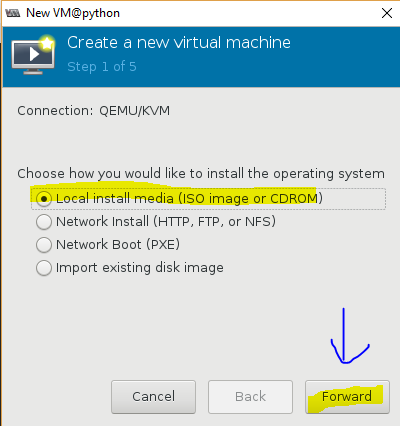 New VM@python
Create a new virtual machine
Step 1 of 5
Connection: QEMU/KVM
Choose how you would like to install the operating system
Local install media (ISO image or CDROM)
Network Install (HTTP, FTP, or NFS)
Network Boot (PXE)
Import existing disk image
Cancel Back Forward